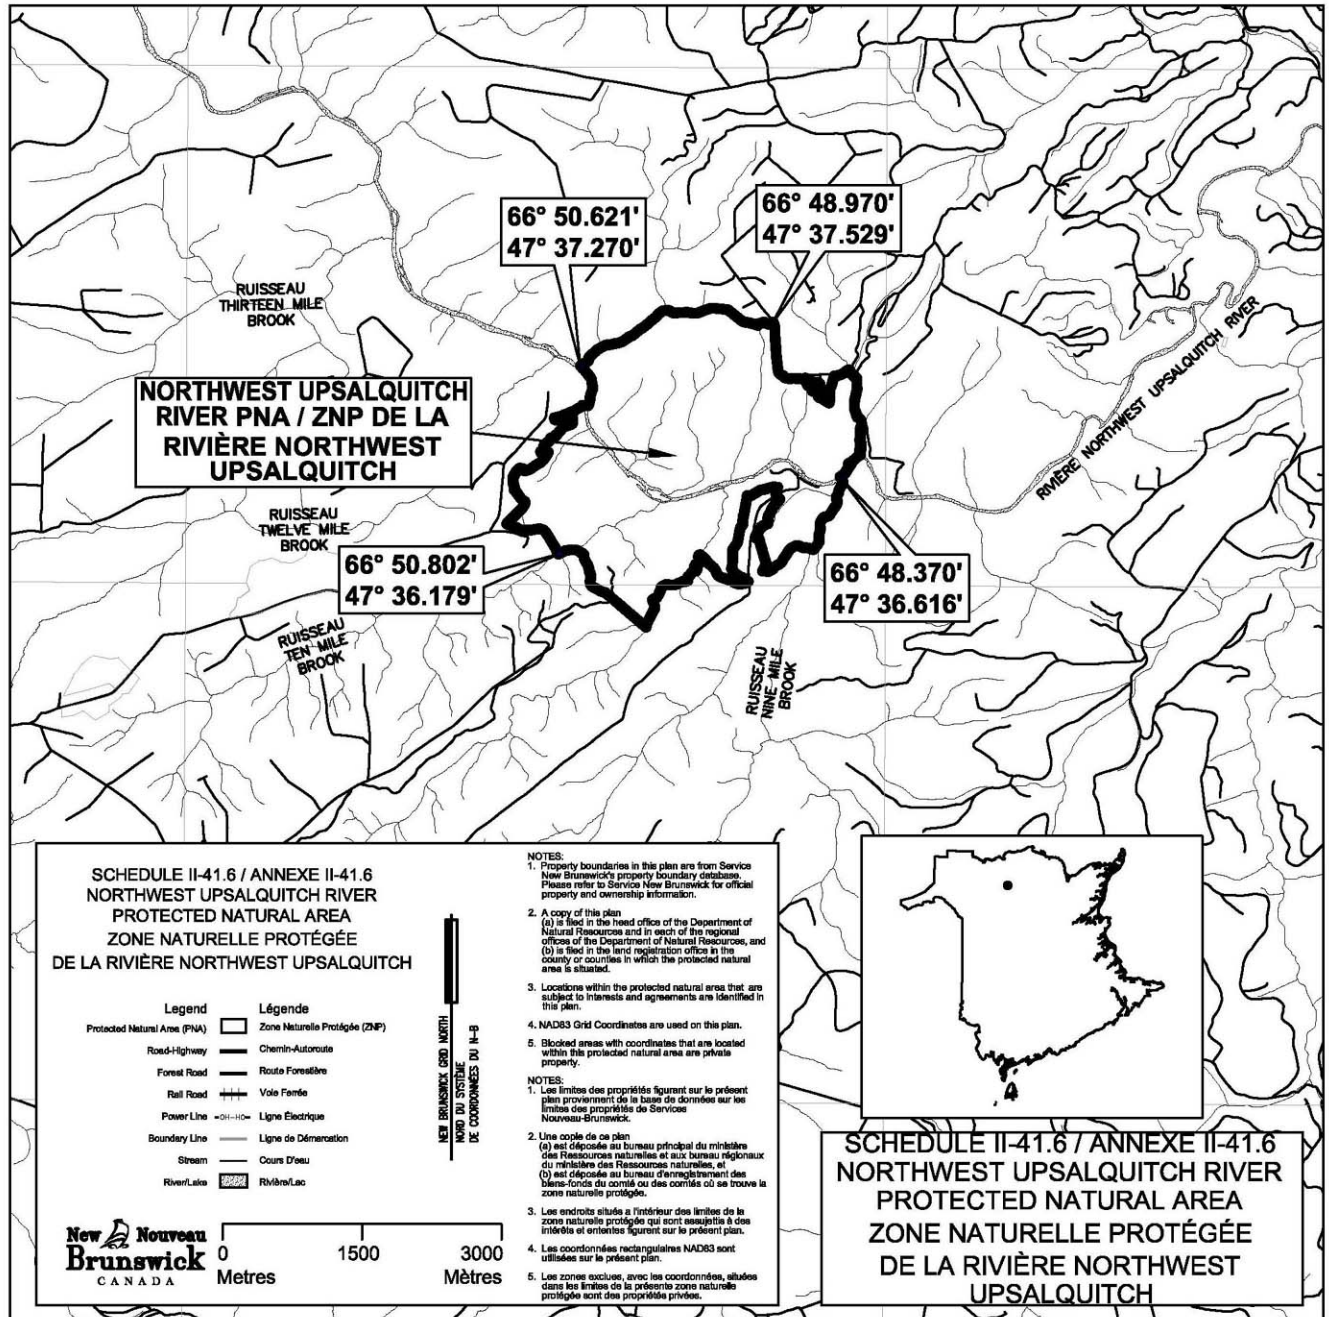 66° 50.621'
47° 37.270'
66° 48.970'
47° 37.529'
RUISSEAU
THIRTEEN MILE
BROOK
NORTHWEST UPSALQUITCH
RIVER PNA / ZNP DE LA
RIVIÈRE NORTHWEST
UPSALQUITCH
RIVIÈRE NORTHWEST UPSALQUITCH RIVER
RUISSEAU
TWELVE MILE
BROOK
66° 50.802'
47° 36.179'
66° 48.370'
47° 36.616'
RUISSEAU
TEN MILE
BROOK
RUISSEAU
NINE MILE
BROOK
SCHEDULE II-41.6 / ANNEXE II-41.6
NORTHWEST UPSALQUITCH RIVER
PROTECTED NATURAL AREA
ZONE NATURELLE PROTÉGÉE
DE LA RIVIÈRE NORTHWEST UPSALQUITCH
Legend Légende
Protected Natural Area (PNA) Zone Naturelle Protégée (ZNP)
Road-Highway Chemin-Autoroute
Forest Road Route Forestière
Rail Road Voie Ferrée
Power Line OH-HO Ligne Électrique
Boundary Line Ligne de Démarcation
Stream Cours D'eau
River/Lake Rivière/Lac
NEW BRUNSWICK GRID NORTH
NORD DU SYSTÈME
DE COORDONNÉES DU N-B
New Nouveau
Brunswick
CANADA
0 1500 3000
Metres Mètres
NOTES:
1. Property boundaries in this plan are from Service
New Brunswick's property boundary database.
Please refer to Service New Brunswick for official
property and ownership information.
2. A copy of this plan
(a) is filed in the head office of the Department of
Natural Resources and in each of the regional
offices of the Department of Natural Resources, and
(b) is filed in the land registration office in the
county or counties in which the protected natural
area is situated.
3. Locations within the protected natural area that are
subject to interests and agreements are identified in
this plan.
4. NAD83 Grid Coordinates are used on this plan.
5. Blocked areas with coordinates that are located
within this protected natural area are private
property.
NOTES:
1. Les limites des propriétés figurant sur le présent
plan proviennent de la base de données sur les
limites des propriétés de Services
Nouveau-Brunswick.
2. Une copie de ce plan
(a) est déposée au bureau principal du ministère
des Ressources naturelles et aux bureau régionaux
du ministère des Ressources naturelles, et
(b) est déposée au bureau d'enregistrement des
biens-fonds du comté ou des comtés où se trouve la
zone naturelle protégée.
3. Les endroits situés a l'intérieur des limites de la
zone naturelle protégée qui sont assujettis à des
intérêts et ententes figurent sur le présent plan.
4. Les coordonnées rectangulaires NAD83 sont
utilisées sur le présent plan.
5. Les zones exclues, avec les coordonnées, situées
dans les limites de la présente zone naturelle
protégée sont des propriétés privées.
SCHEDULE II-41.6 / ANNEXE II-41.6
NORTHWEST UPSALQUITCH RIVER
PROTECTED NATURAL AREA
ZONE NATURELLE PROTÉGÉE
DE LA RIVIÈRE NORTHWEST
UPSALQUITCH